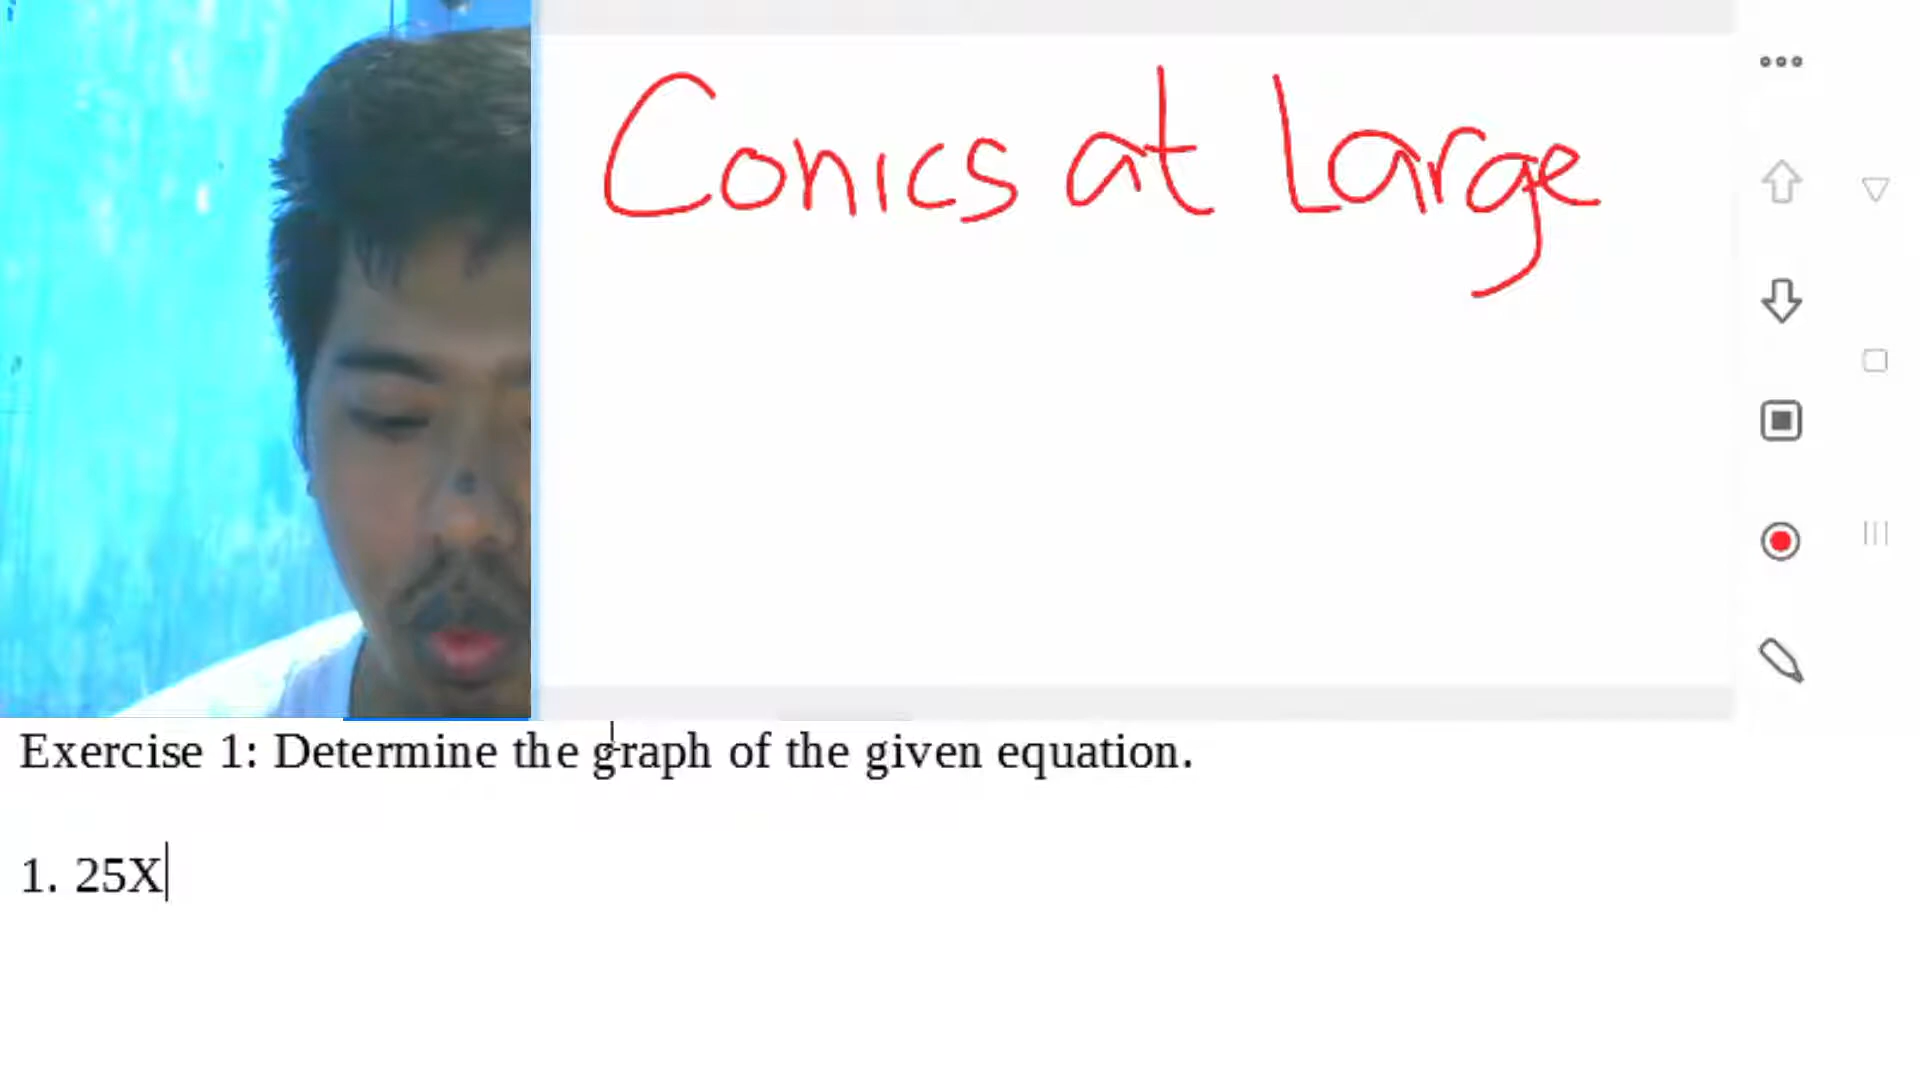 Conics at Large
Exercise 1: Determine the graph of the given equation.
1. 25X